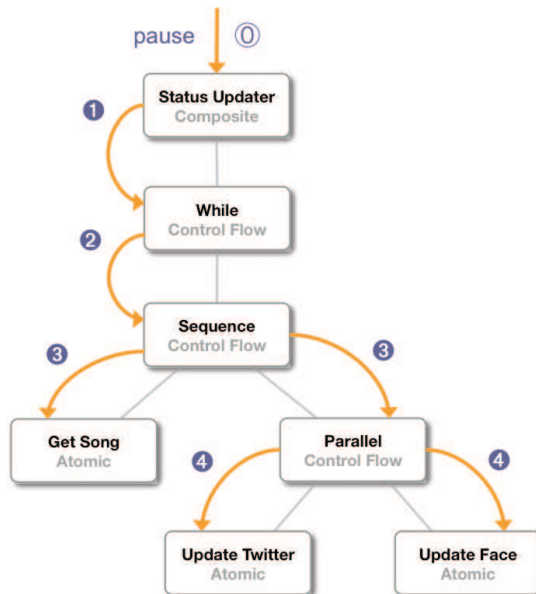 pause ⓪
Status Updater
Composite
❶
While
Control Flow
❷
Sequence
Control Flow
❸
❸
Get Song
Atomic
Parallel
Control Flow
❹
❹
Update Twitter
Atomic
Update Face
Atomic